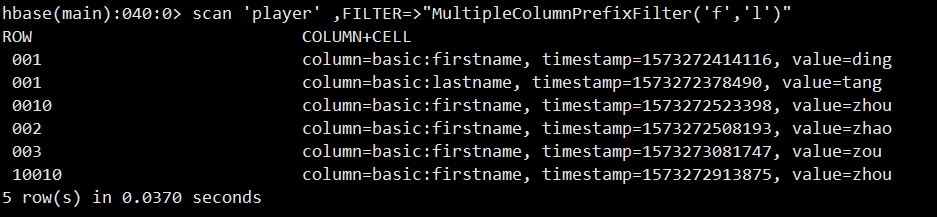 hbase(main):040:0> scan 'player' ,FILTER=>"MultipleColumnPrefixFilter('f','l')"
ROW COLUMN+CELL
001 column=basic:firstname, timestamp=1573272414116, value=ding
001 column=basic:lastname, timestamp=1573272378490, value=tang
0010 column=basic:firstname, timestamp=1573272523398, value=zhou
002 column=basic:firstname, timestamp=1573272508193, value=zhao
003 column=basic:firstname, timestamp=1573273081747, value=zou
10010 column=basic:firstname, timestamp=1573272913875, value=zhou
5 row(s) in 0.0370 seconds